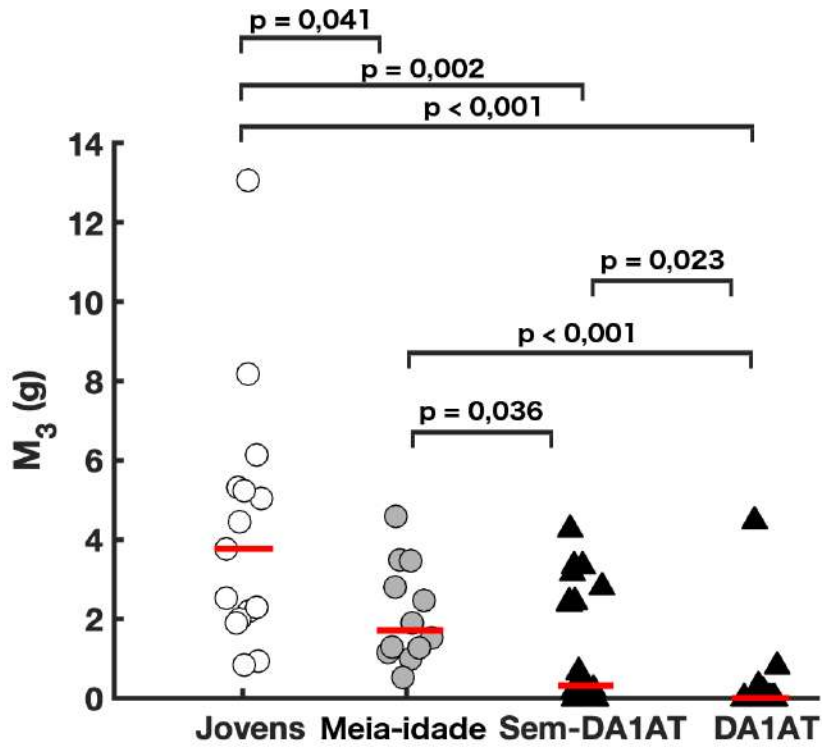 p = 0,041
p = 0,002
p < 0,001
14
12
p = 0,023
10
p < 0,001
8
p = 0,036
6
4
2
0
M3 (g)
Jovens Meia-idade Sem-DA1AT DA1AT